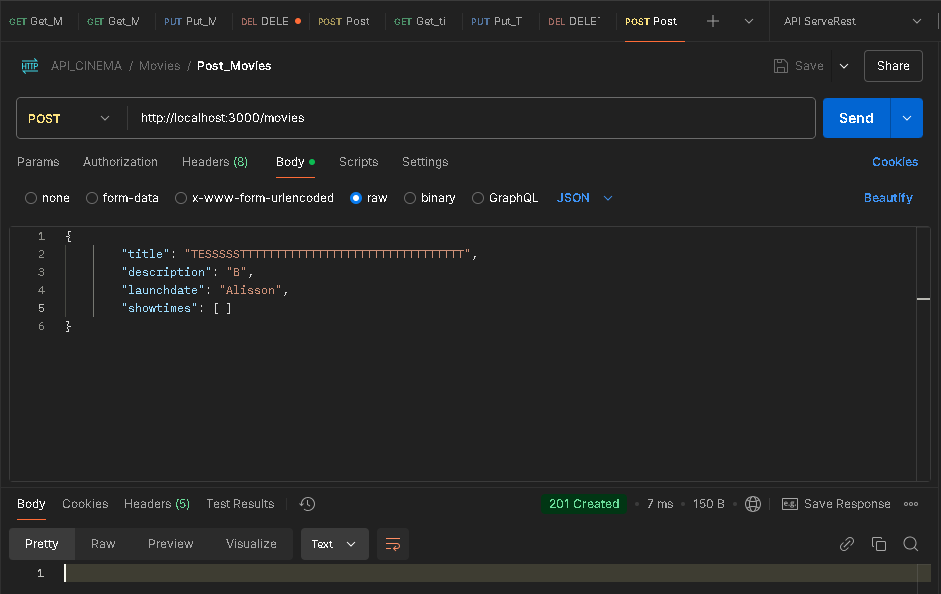 GET Get_M GET Get_M PUT Put_M DEL DELE POST Post GET Get_ti PUT Put_T DEL DELET POST Post API ServeRest
HTTP API_CINEMA / Movies / Post_Movies Save Share
POST http://localhost:3000/movies Send
Params Authorization Headers (8) Body Scripts Settings Cookies
none form-data x-www-form-urlencoded raw binary GraphQL JSON Beautify
1 {
2 "title": "TESSSSSTTTTTTTTTTTTTTTTTTTTTTTTTTTTTTTT",
3 "description": "B",
4 "launchdate": "Alisson",
5 "showtimes": [ ]
6 }
Body Cookies Headers (5) Test Results 201 Created 7 ms 150 B e.g. Save Response
Pretty Raw Preview Visualize Text
1